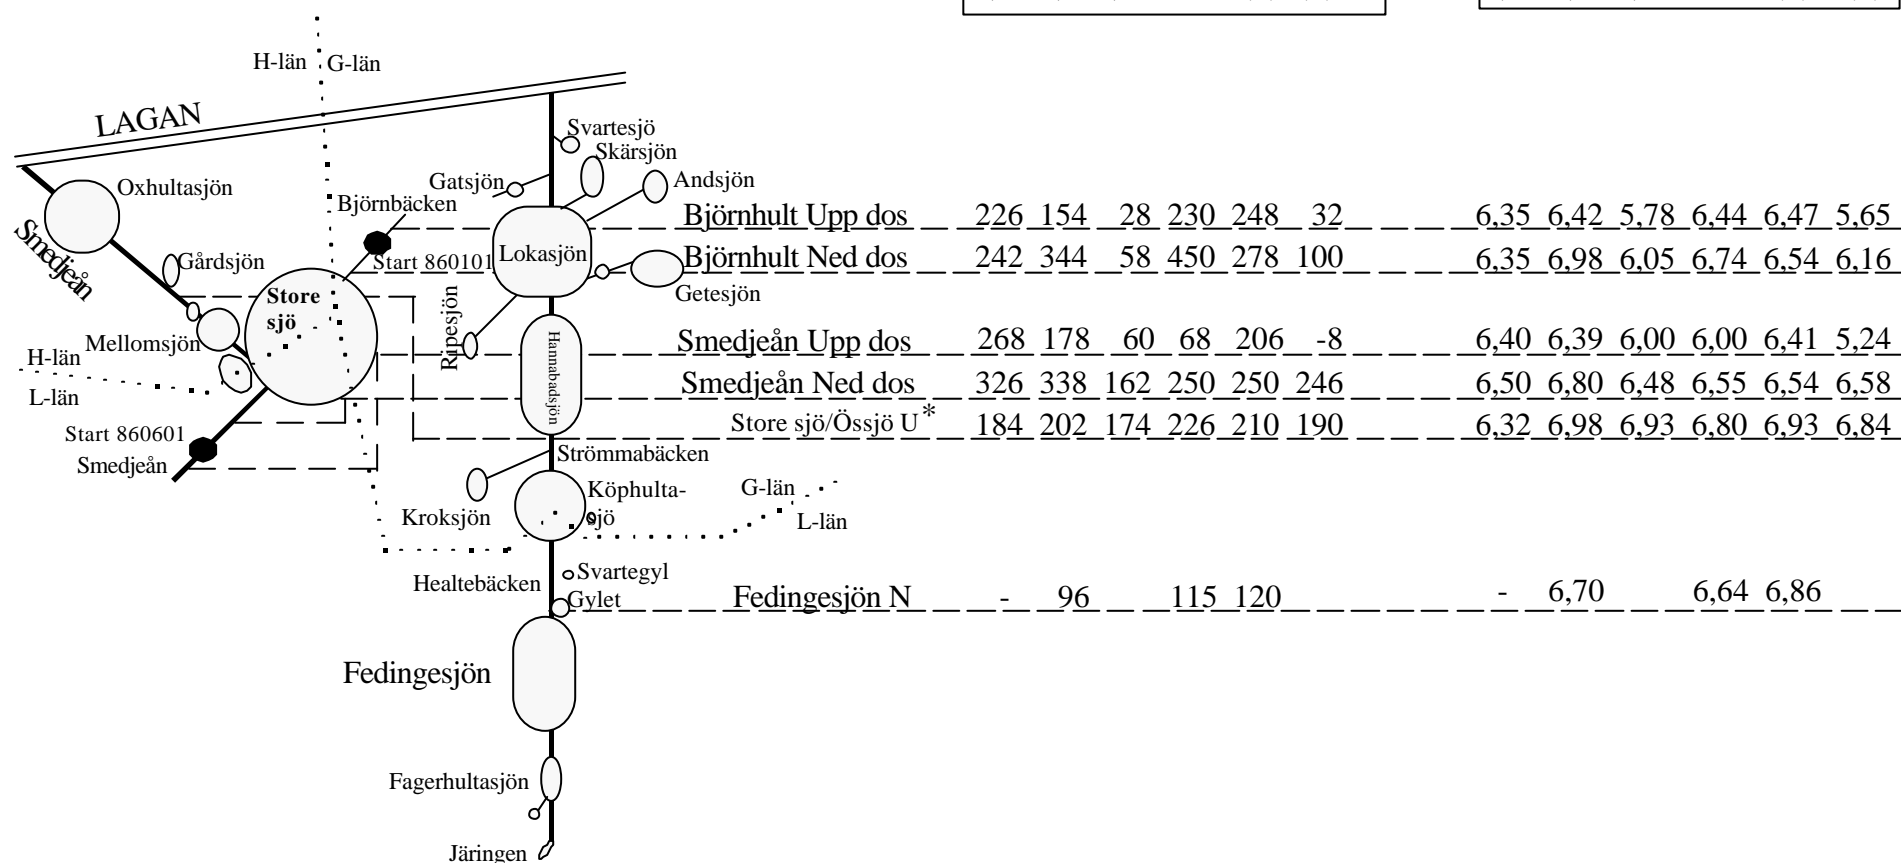 H-län G-län
LAGAN
Svartesjö
Skärsjön
Oxhultasjön
Gatsjön
Andsjön
Björnbäcken
Björnhult Upp dos 226 154 28 230 248 32 6,35 6,42 5,78 6,44 6,47 5,65
Smedjeån
Gårdsjön
Start 860101
Lokasjön
Björnhult Ned dos 242 344 58 450 278 100 6,35 6,98 6,05 6,74 6,54 6,16
Getesjön
Store
sjö
Ripesjön
Hannabadsjön
Mellomsjön
Smedjeån Upp dos 268 178 60 68 206 -8 6,40 6,39 6,00 6,00 6,41 5,24
H-län
L-län
Smedjeån Ned dos 326 338 162 250 250 246 6,50 6,80 6,48 6,55 6,54 6,58
Store sjö/Össjö U* 184 202 174 226 210 190 6,32 6,98 6,93 6,80 6,93 6,84
Start 860601
Smedjeån
Strömmabäcken
Köphulta-
sjö
G-län
L-län
Kroksjön
Healtebäcken
Svartegyl
Gylet
Fedingesjön N - 96 115 120 - 6,70 6,64 6,86
Fedingesjön
Fagerhultasjön
Järingen